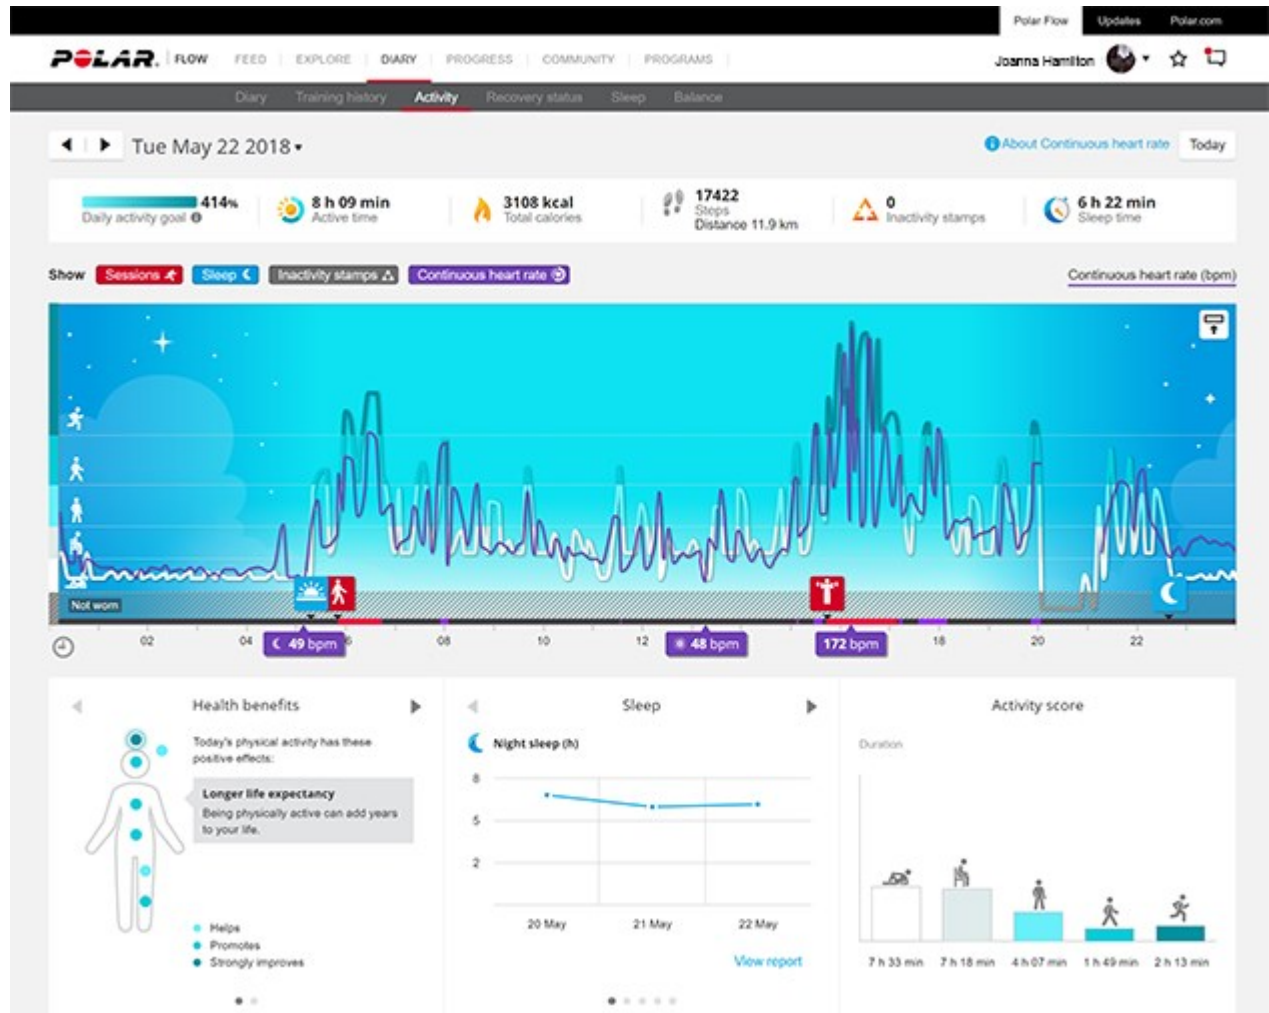 Polar Flow Updates Polar.com
POLAR. FLOW FEED EXPLORE DIARY PROGRESS COMMUNITY PROGRAMS Joanna Hamilton
Diary Training history Activity Recovery status Sleep Balance
Tue May 22 2018 About Continuous heart rate Today
414% 8 h 09 min 3108 kcal 17422 0 6 h 22 min
Daily activity goal Active time Total calories Steps Inactivity stamps Sleep time
Distance 11.9 km
Show Sessions Sleep Inactivity stamps Continuous heart rate Continuous heart rate (bpm)
Not worn
02 04 6 08 10 12 18 20 22
49 bpm 48 bpm 172 bpm
Health benefits
Today's physical activity has these
positive effects:
Longer life expectancy
Being physically active can add years
to your life.
Helps
Promotes
Strongly improves
Sleep
Night sleep (h)
8
5
2
20 May 21 May 22 May
View report
Activity score
Duration
7 h 33 min 7 h 18 min 4 h 07 min 1 h 49 min 2 h 13 min